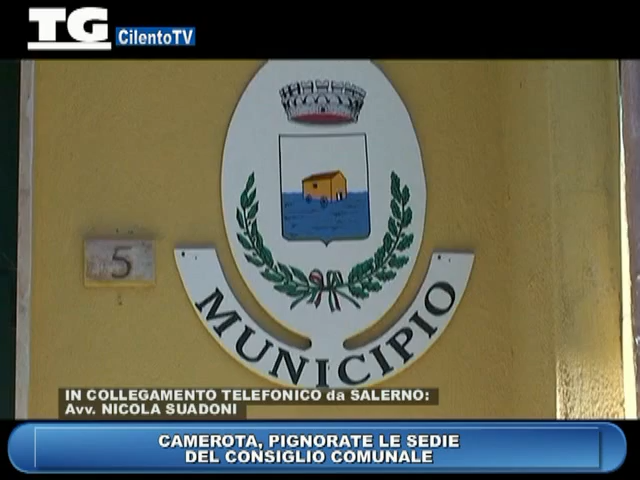 TG
CilentoTV
5
MUNICIPIO
IN COLLEGAMENTO TELEFONICO da SALERNO:
Avv. NICOLA SUADONI
CAMEROTA, PIGNORATE LE SEDIE
DEL CONSIGLIO COMUNALE